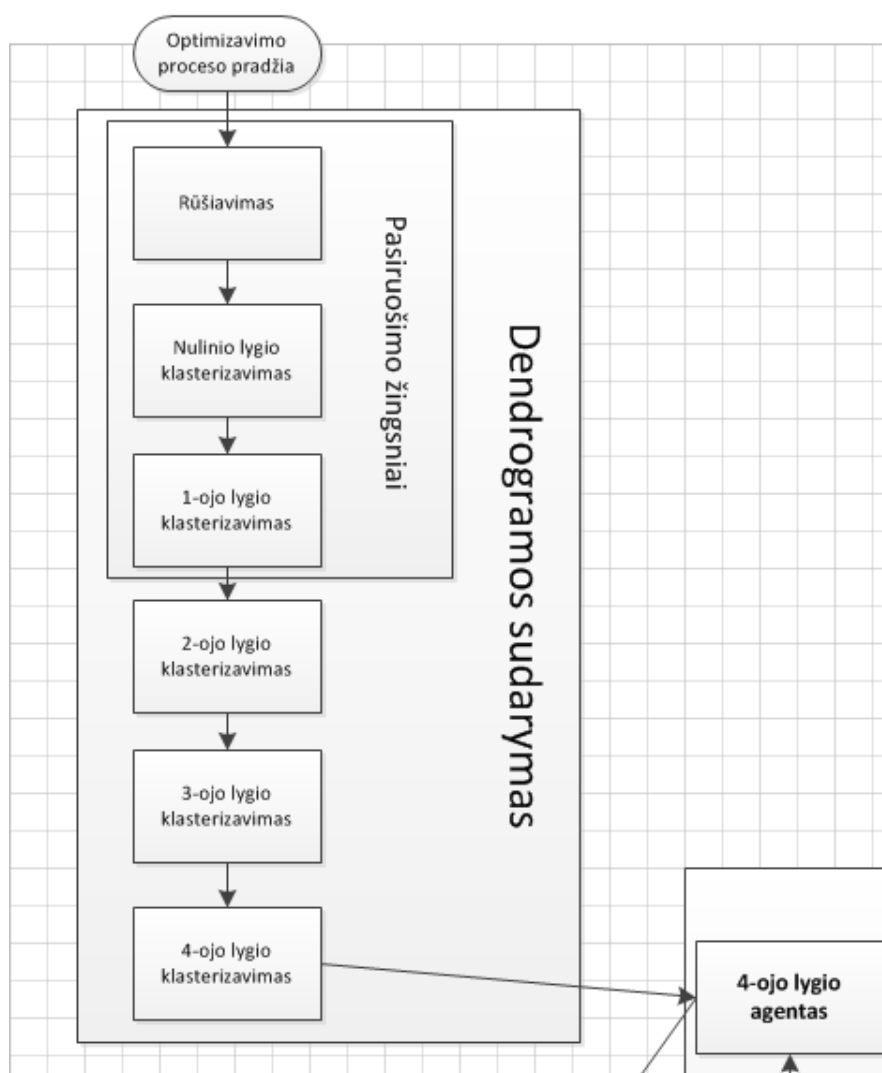 Optimizavimo
proceso pradžia
Rūšiavimas
Nulinio lygio
klasterizavimas
1-ojo lygio
klasterizavimas
Pasiruošimo žingsniai
2-ojo lygio
klasterizavimas
3-ojo lygio
klasterizavimas
4-ojo lygio
klasterizavimas
Dendrogramos sudarymas
4-ojo lygio
agentas